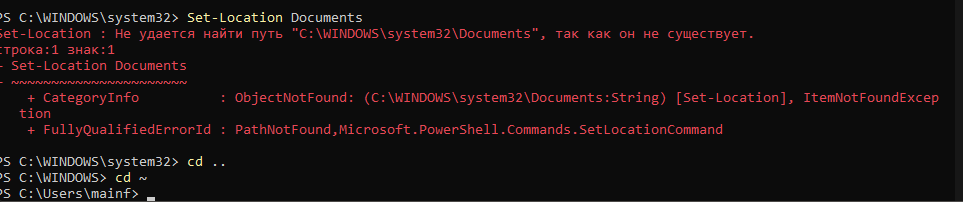 PS C:\WINDOWS\system32> Set-Location Documents
Set-Location : Не удается найти путь "C:\WINDOWS\system32\Documents", так как он не существует.
строка:1 знак:1
+ Set-Location Documents
+ ~~~~~~~~~~~~~~~~~~~~~~
    + CategoryInfo          : ObjectNotFound: (C:\WINDOWS\system32\Documents:String) [Set-Location], ItemNotFoundExcep
   tion
    + FullyQualifiedErrorId : PathNotFound,Microsoft.PowerShell.Commands.SetLocationCommand
PS C:\WINDOWS\system32> cd ..
PS C:\WINDOWS> cd ~
PS C:\Users\mainf>